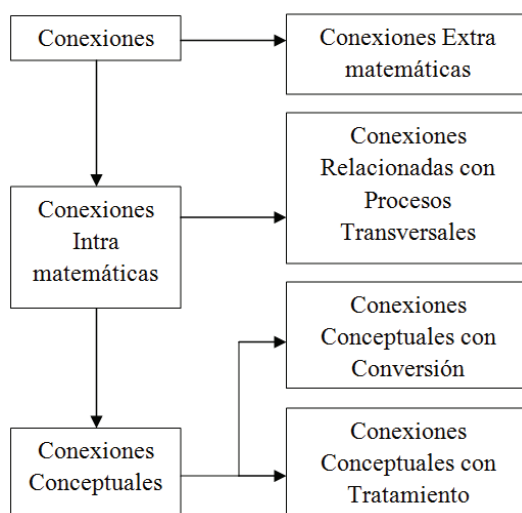 Conexiones
Conexiones Extra
matemáticas
Conexiones
Relacionadas con
Procesos
Transversales
Conexiones
Intra
matemáticas
Conexiones
Conceptuales con
Conversión
Conexiones
Conceptuales
Conexiones
Conceptuales con
Tratamiento